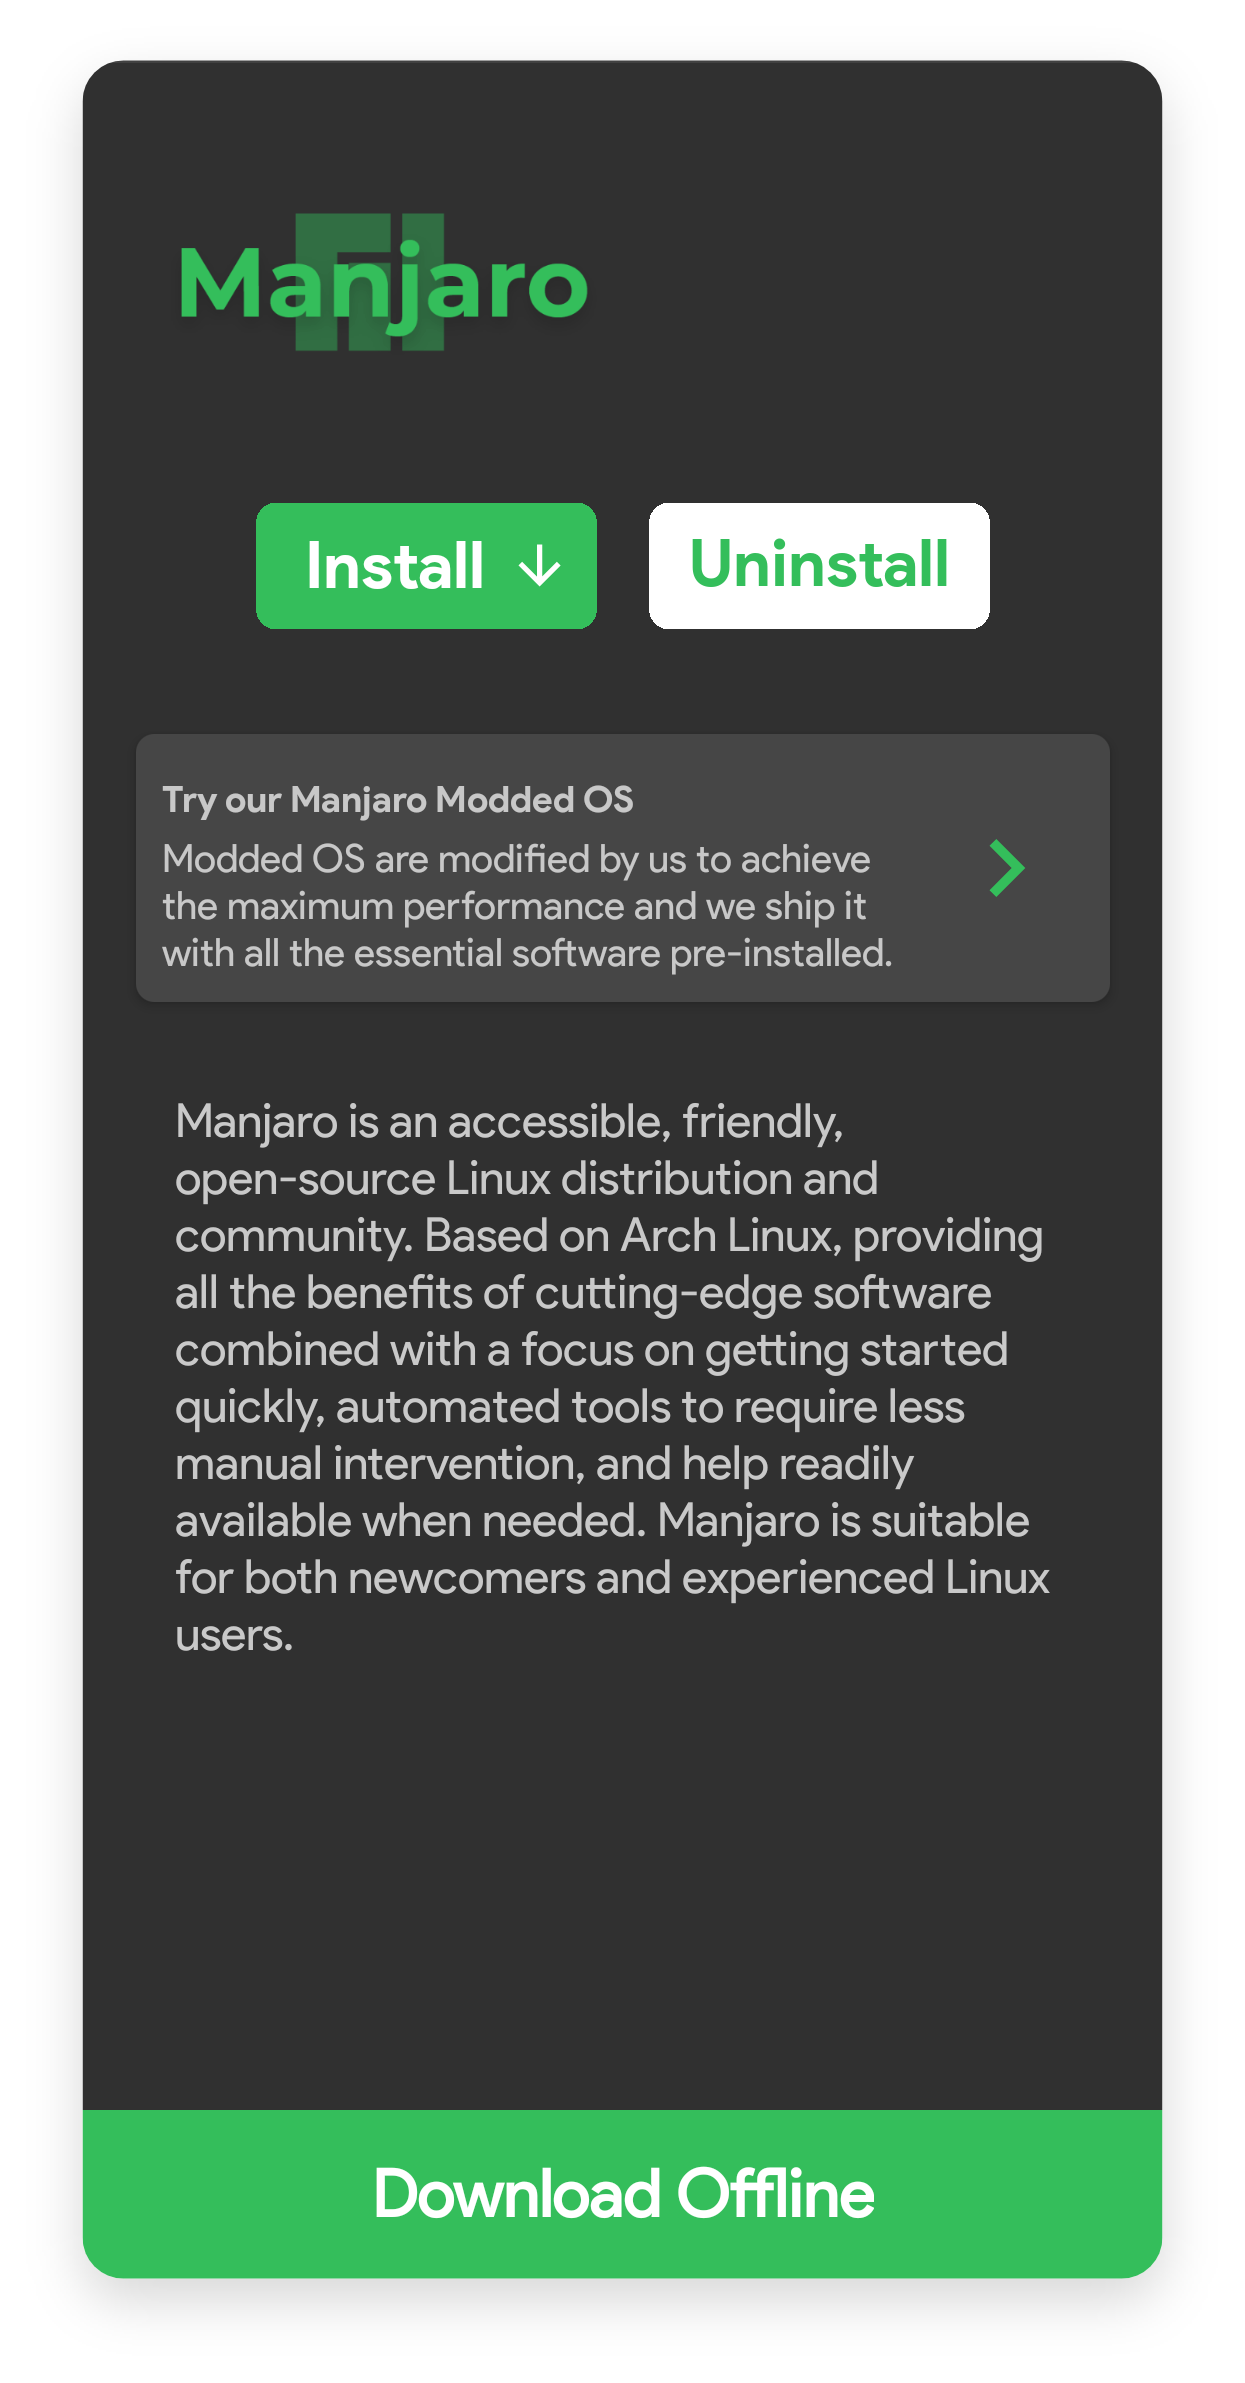 Manjaro
Install
Uninstall
Try our Manjaro Modded OS
Modded OS are modified by us to achieve
the maximum performance and we ship it
with all the essential software pre-installed.
Manjaro is an accessible, friendly,
open-source Linux distribution and
community. Based on Arch Linux, providing
all the benefits of cutting-edge software
combined with a focus on getting started
quickly, automated tools to require less
manual intervention, and help readily
available when needed. Manjaro is suitable
for both newcomers and experienced Linux
users.
Download Offline